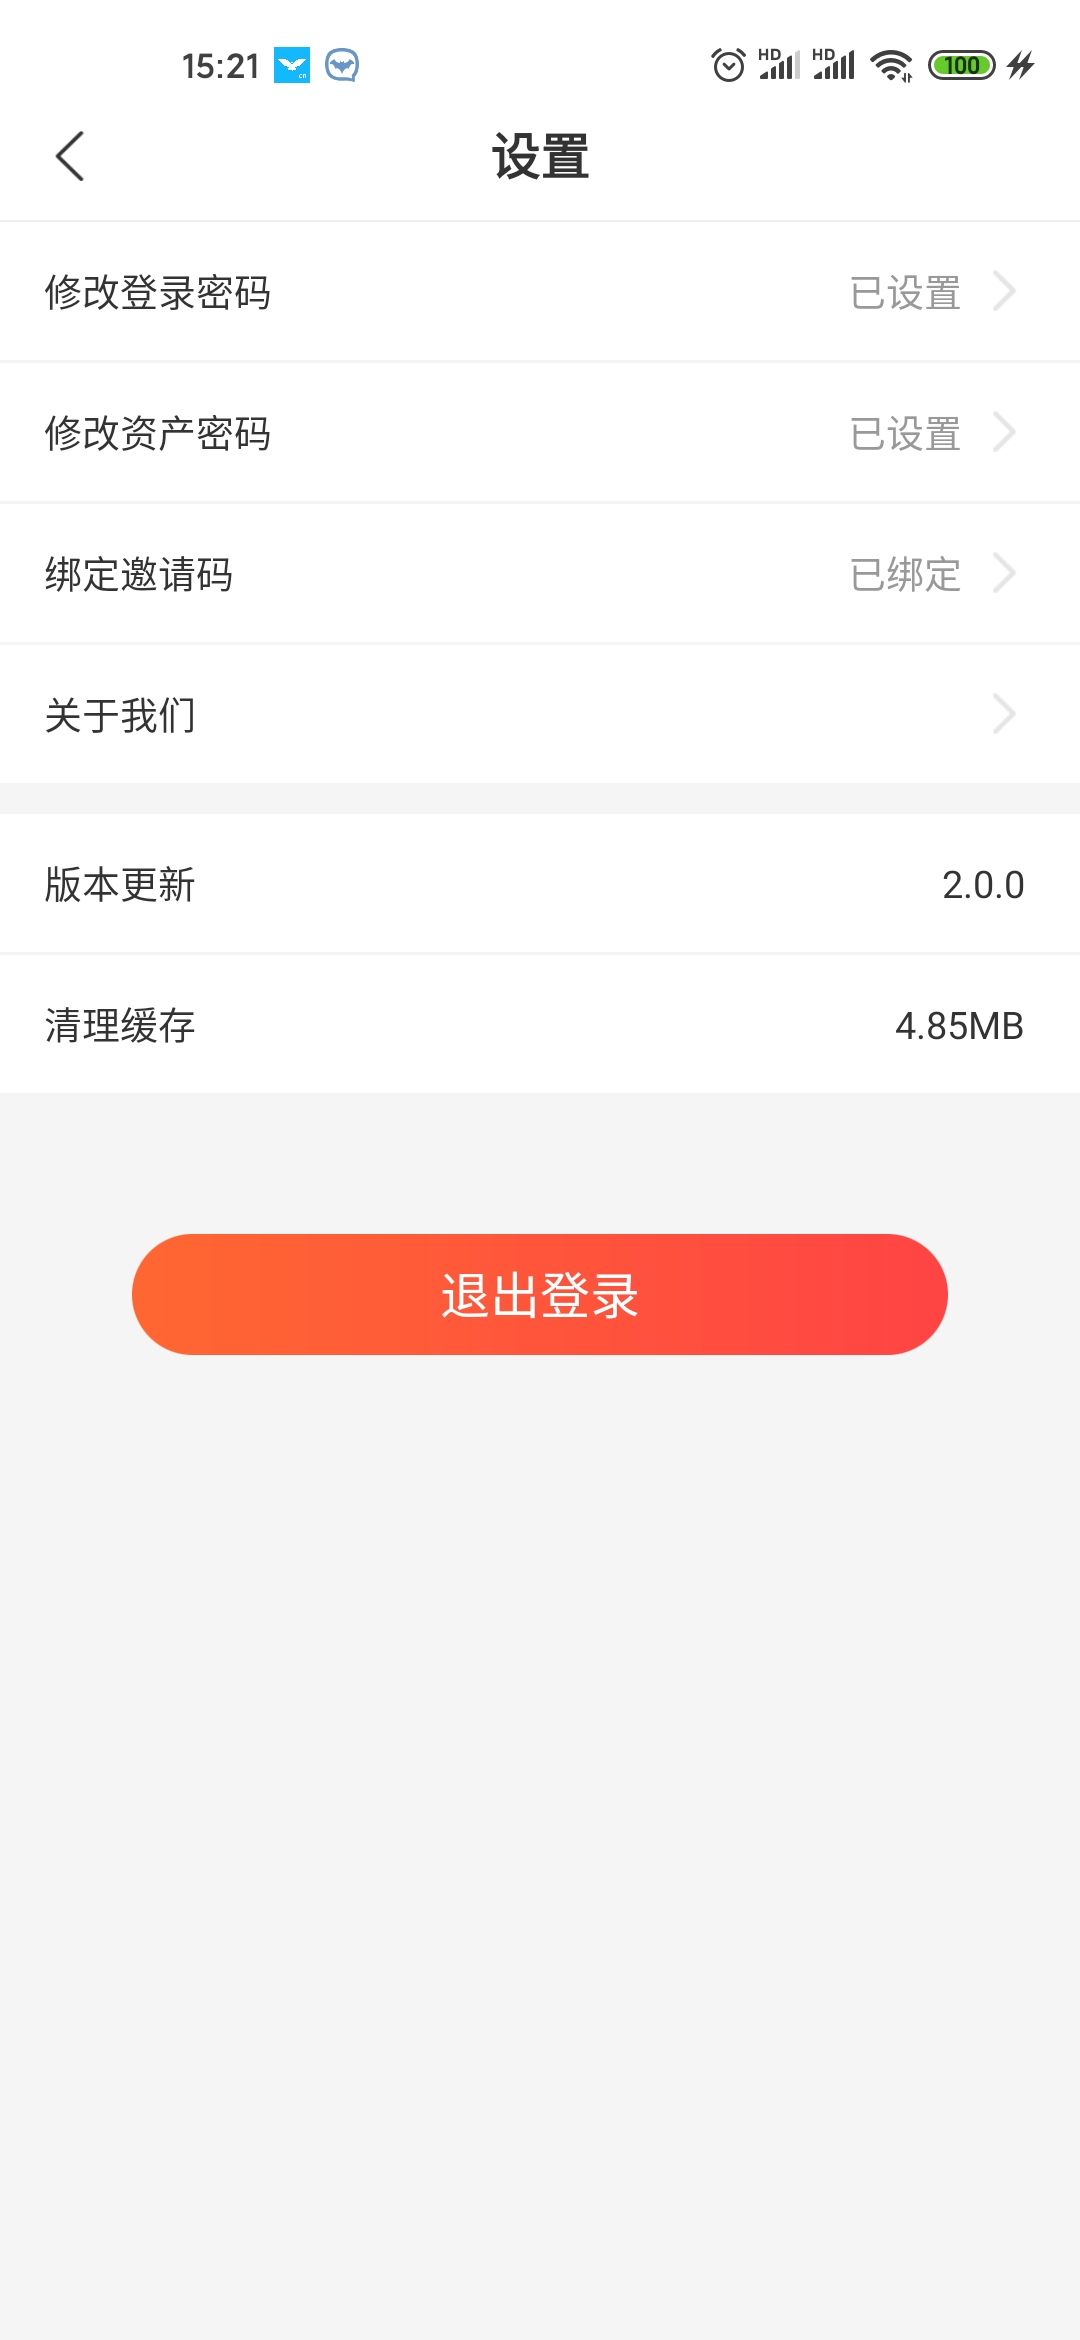 15:21 cn HD HD 100
设置
修改登录密码 已设置
修改资产密码 已设置
绑定邀请码 已绑定
关于我们
版本更新 2.0.0
清理缓存 4.85MB
退出登录